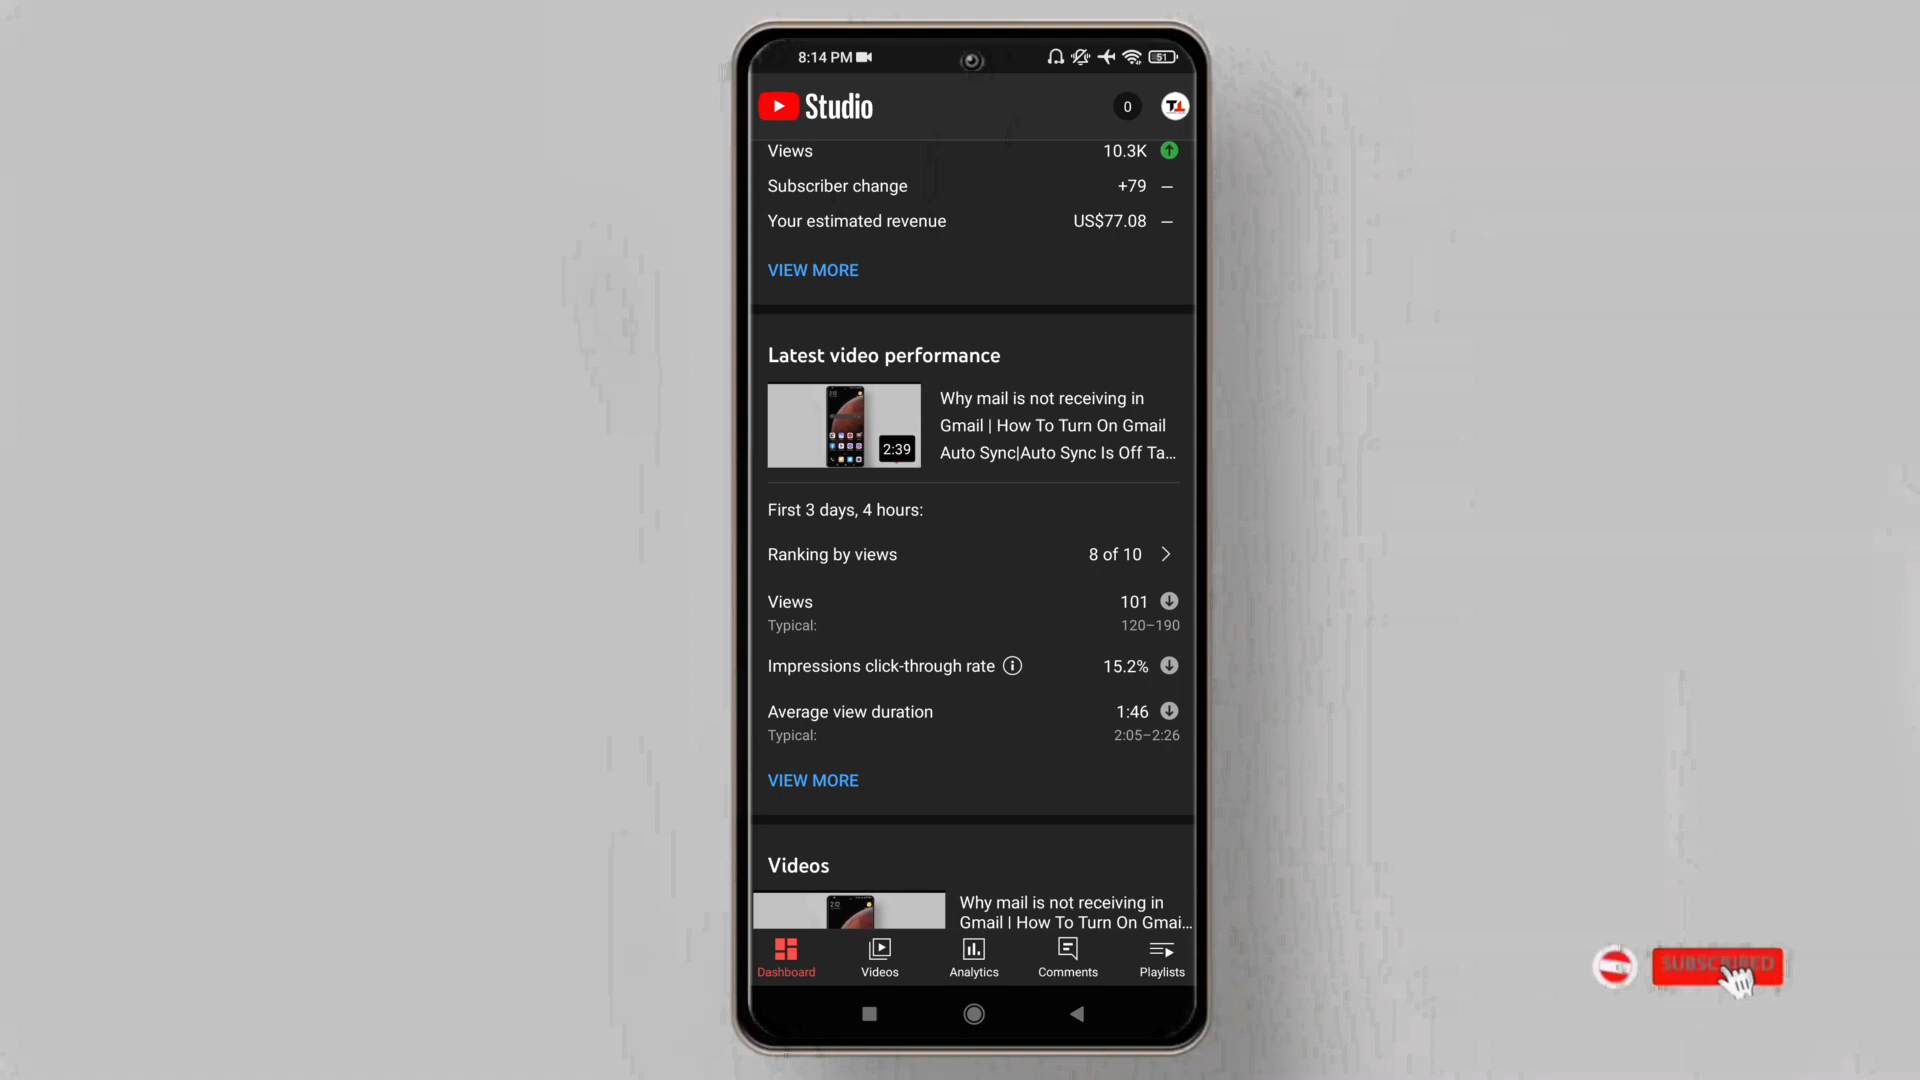 8:14 PM
51
Studio
0
TL
Views 10.3K
Subscriber change +79 –
Your estimated revenue US$77.08 –
VIEW MORE
Latest video performance
2:39
Why mail is not receiving in
Gmail | How To Turn On Gmail
Auto Sync|Auto Sync Is Off Ta...
First 3 days, 4 hours:
Ranking by views 8 of 10
Views 101
Typical: 120–190
Impressions click-through rate 15.2%
Average view duration 1:46
Typical: 2:05–2:26
VIEW MORE
Videos
Why mail is not receiving in
Gmail | How To Turn On Gmai...
Dashboard Videos Analytics Comments Playlists
SUBSCRIBED